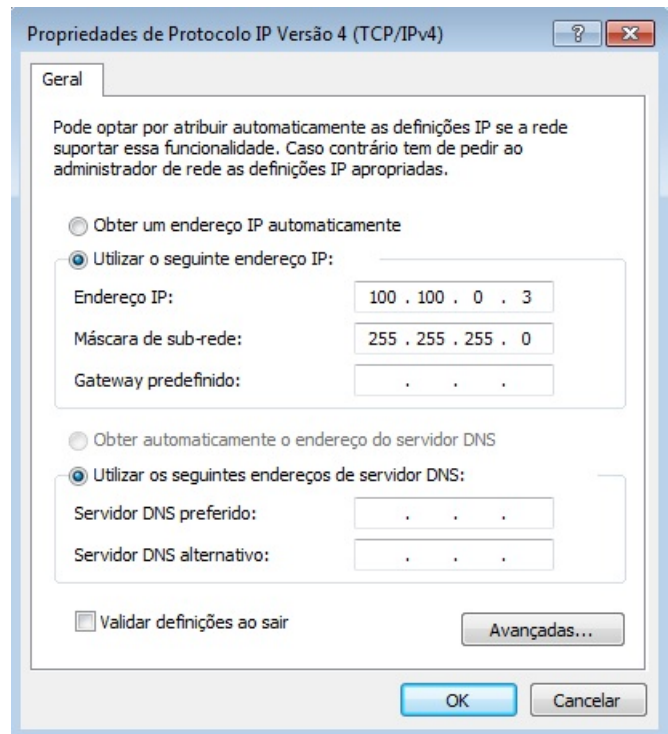 Propriedades de Protocolo IP Versão 4 (TCP/IPv4)
Geral
Pode optar por atribuir automaticamente as definições IP se a rede
suportar essa funcionalidade. Caso contrário tem de pedir ao
administrador de rede as definições IP apropriadas.
Obter um endereço IP automaticamente
Utilizar o seguinte endereço IP:
Endereço IP: 100 . 100 . 0 . 3
Máscara de sub-rede: 255 . 255 . 255 . 0
Gateway predefinido: . . .
Obter automaticamente o endereço do servidor DNS
Utilizar os seguintes endereços de servidor DNS:
Servidor DNS preferido: . . .
Servidor DNS alternativo: . . .
Validar definições ao sair
Avançadas...
OK Cancelar